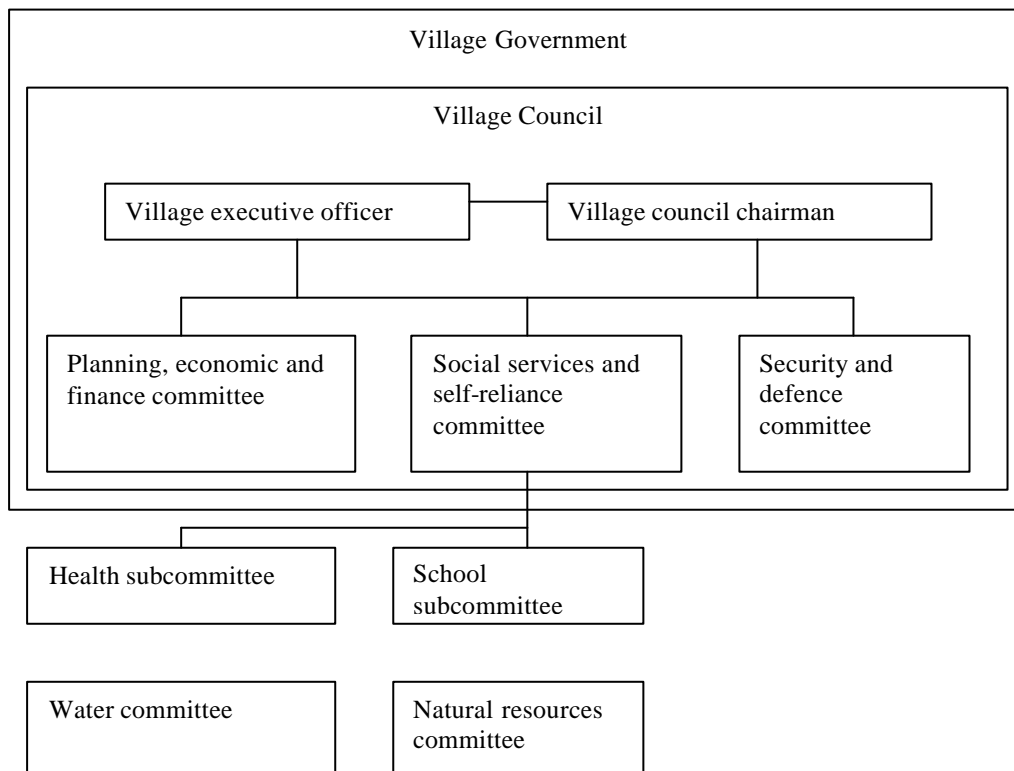 Village Government
Village Council
Village executive officer
Village council chairman
Planning, economic and
finance committee
Social services and
self-reliance
committee
Security and
defence
committee
Health subcommittee
School
subcommittee
Water committee
Natural resources
committee